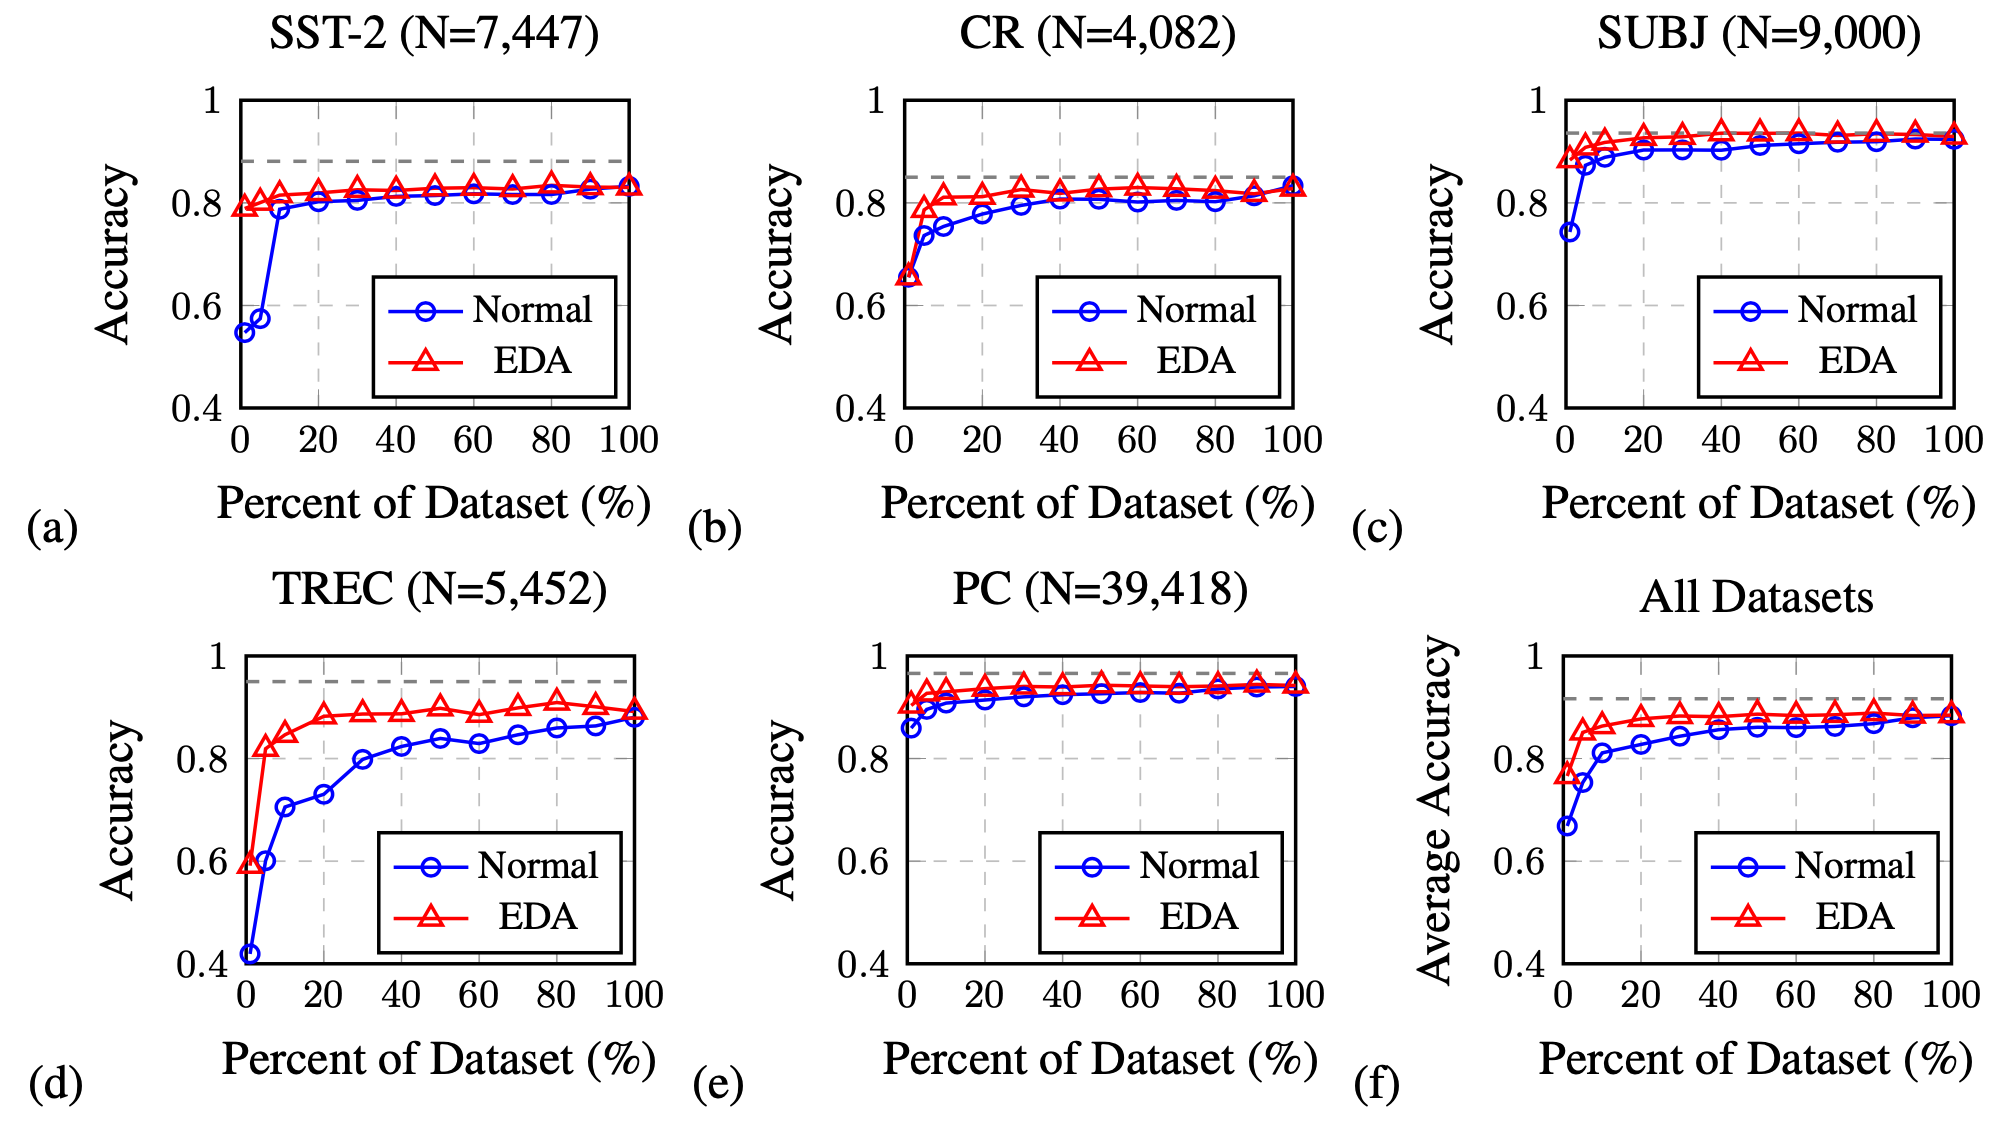 SST-2 (N=7,447)
1
0.8
0.6
0.4
Accuracy
Normal
EDA
0 20 40 60 80 100
Percent of Dataset (%)
(a)
CR (N=4,082)
1
0.8
0.6
0.4
Accuracy
Normal
EDA
0 20 40 60 80 100
Percent of Dataset (%)
(b)
SUBJ (N=9,000)
1
0.8
0.6
0.4
Accuracy
Normal
EDA
0 20 40 60 80 100
Percent of Dataset (%)
(c)
TREC (N=5,452)
1
0.8
0.6
0.4
Accuracy
Normal
EDA
0 20 40 60 80 100
Percent of Dataset (%)
(d)
PC (N=39,418)
1
0.8
0.6
0.4
Accuracy
Normal
EDA
0 20 40 60 80 100
Percent of Dataset (%)
(e)
All Datasets
1
0.8
0.6
0.4
Average Accuracy
Normal
EDA
0 20 40 60 80 100
Percent of Dataset (%)
(f)